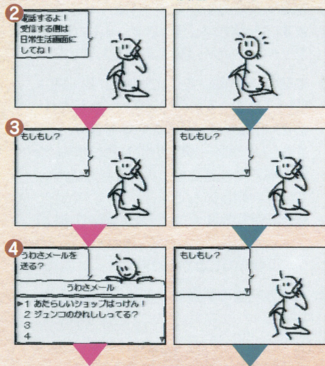 2
電話するよ！
受信する側は
日常生活画面に
してね！
3
もしもし？
もしもし？
4
うわさメールを
送る？
うわさメール
▶1 あたらしいショップはっけん！
2 ジュンコのかれししってる？
3
4
もしもし？